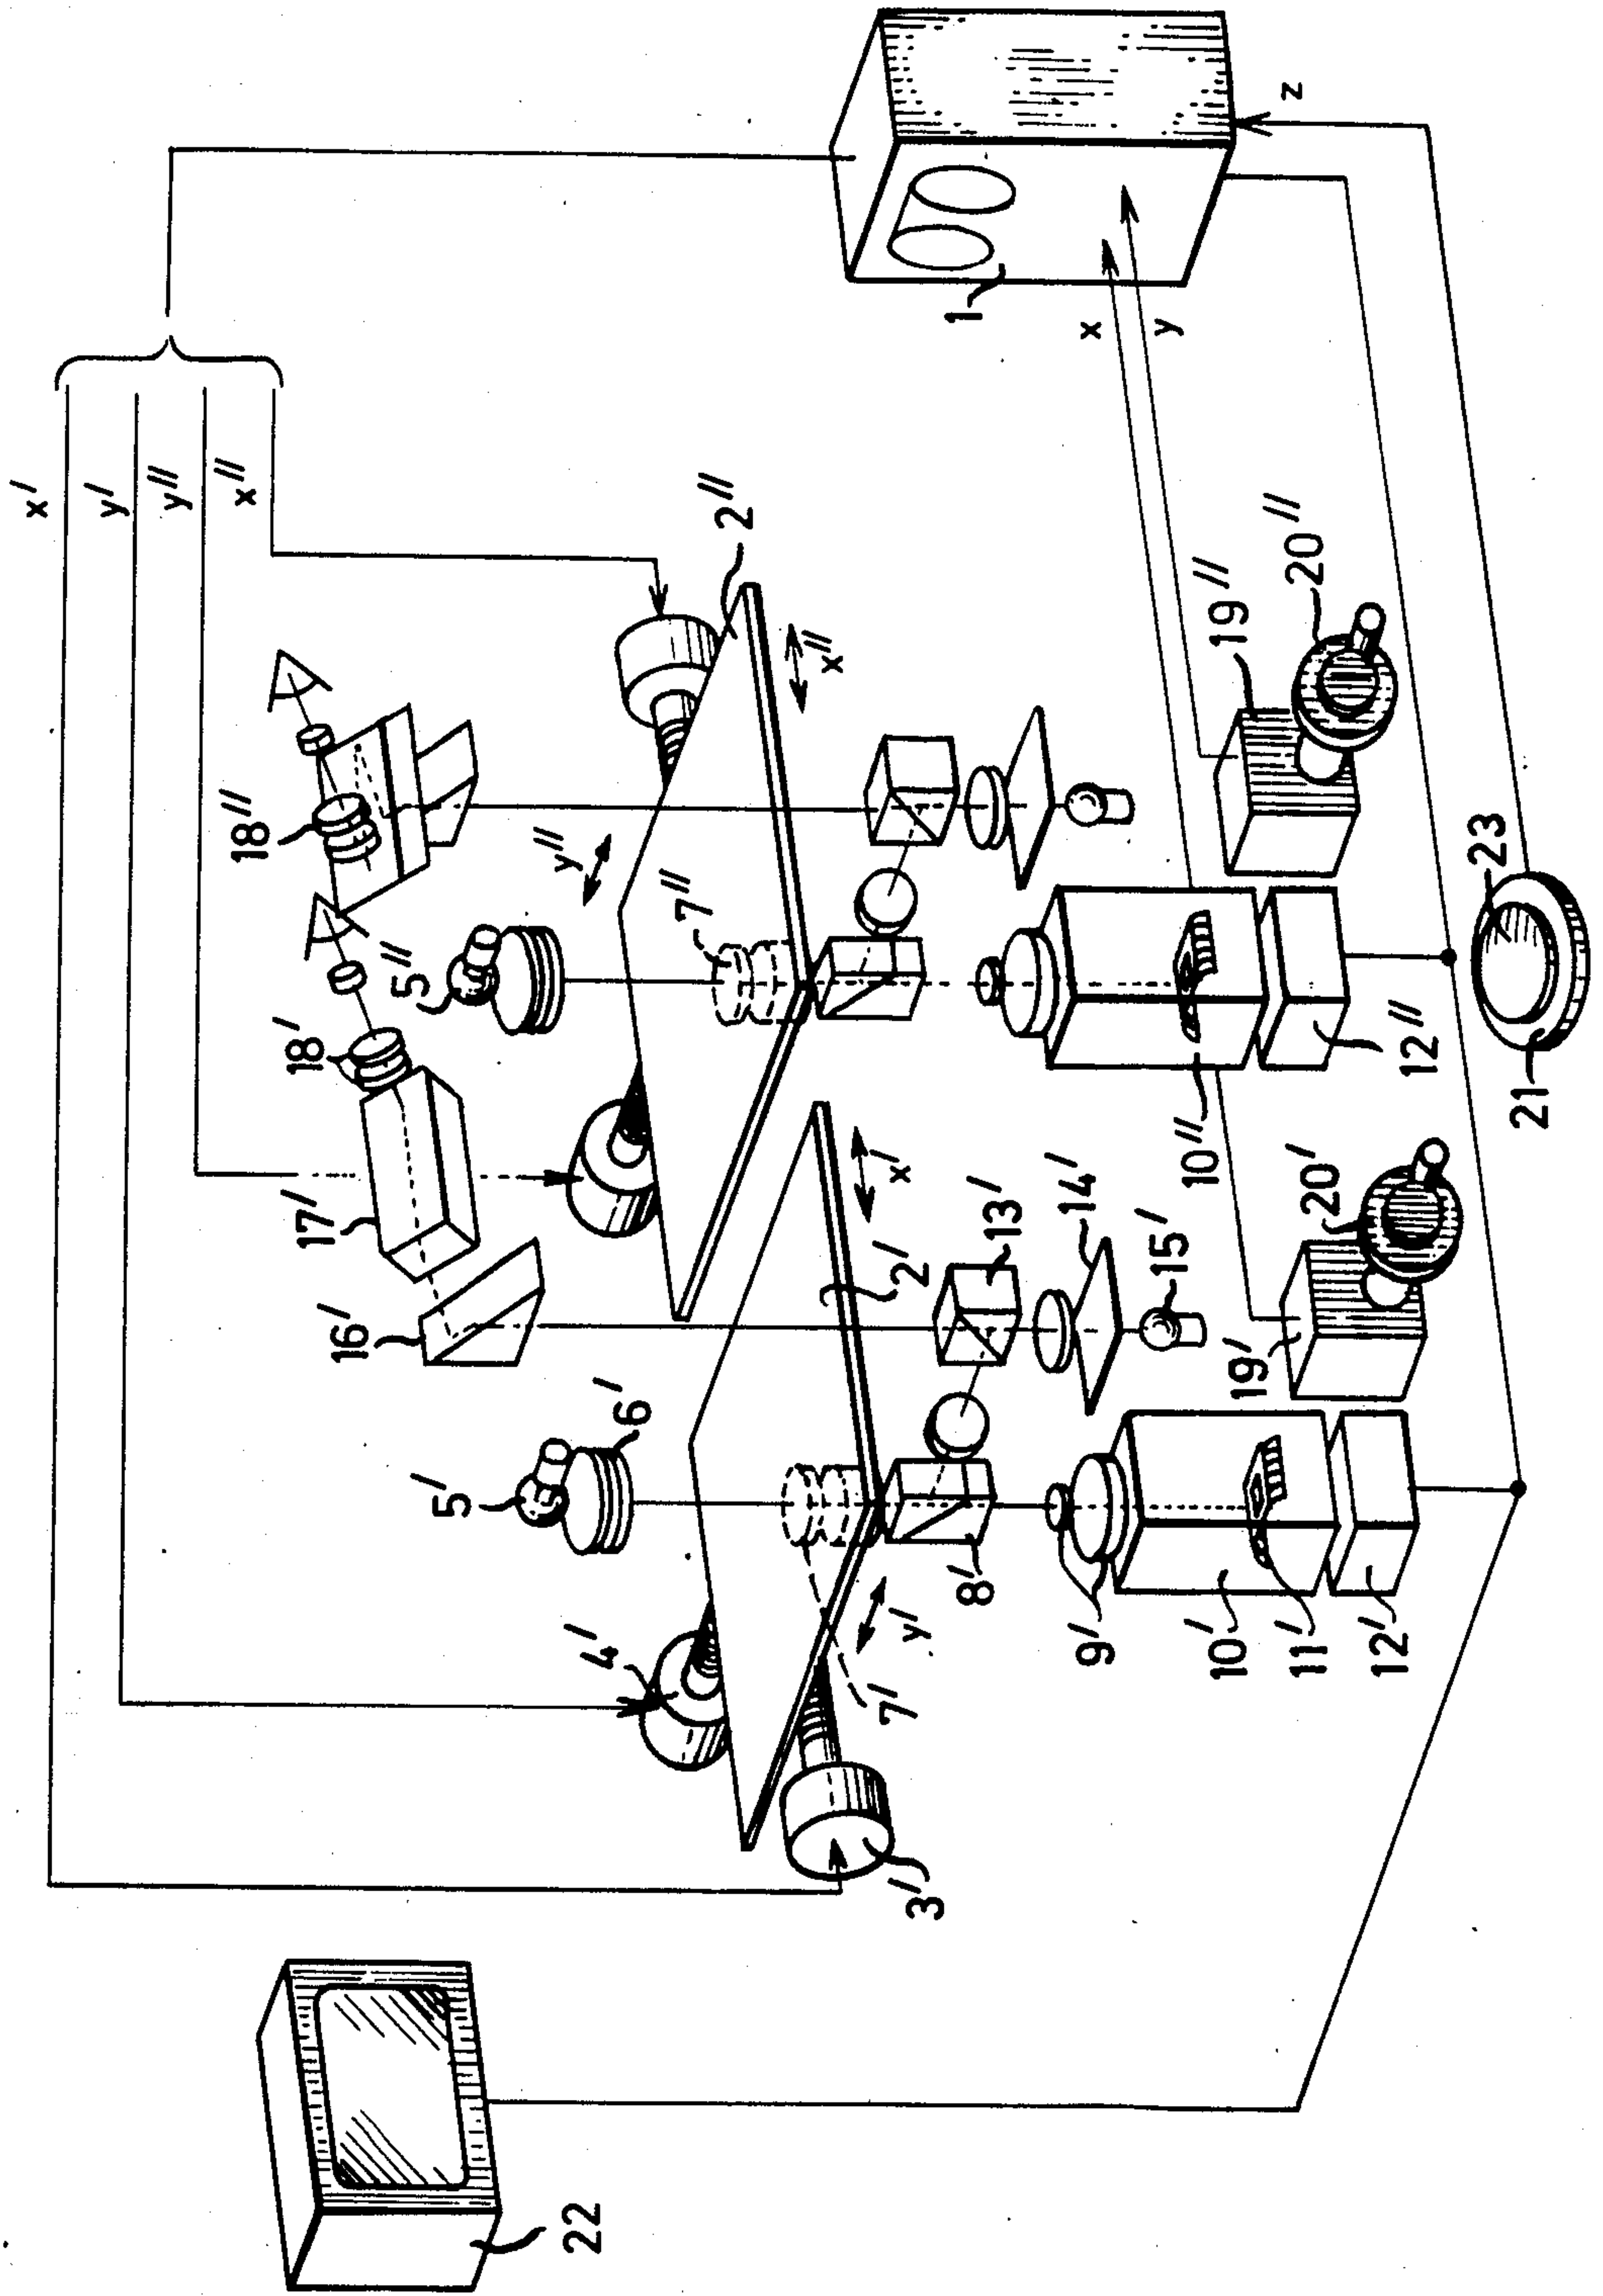 x′
y′
y″
x″
18″
5″
18′
17′
16′
5′
6′
4′
y″
7″
2″
x″
1
x
y
z
x′
2′
13′
14′
15′
8′
y′
7′
3′
9′
10′
11′
12′
10″
12″
19″
20″
19′
20′
21
23
22